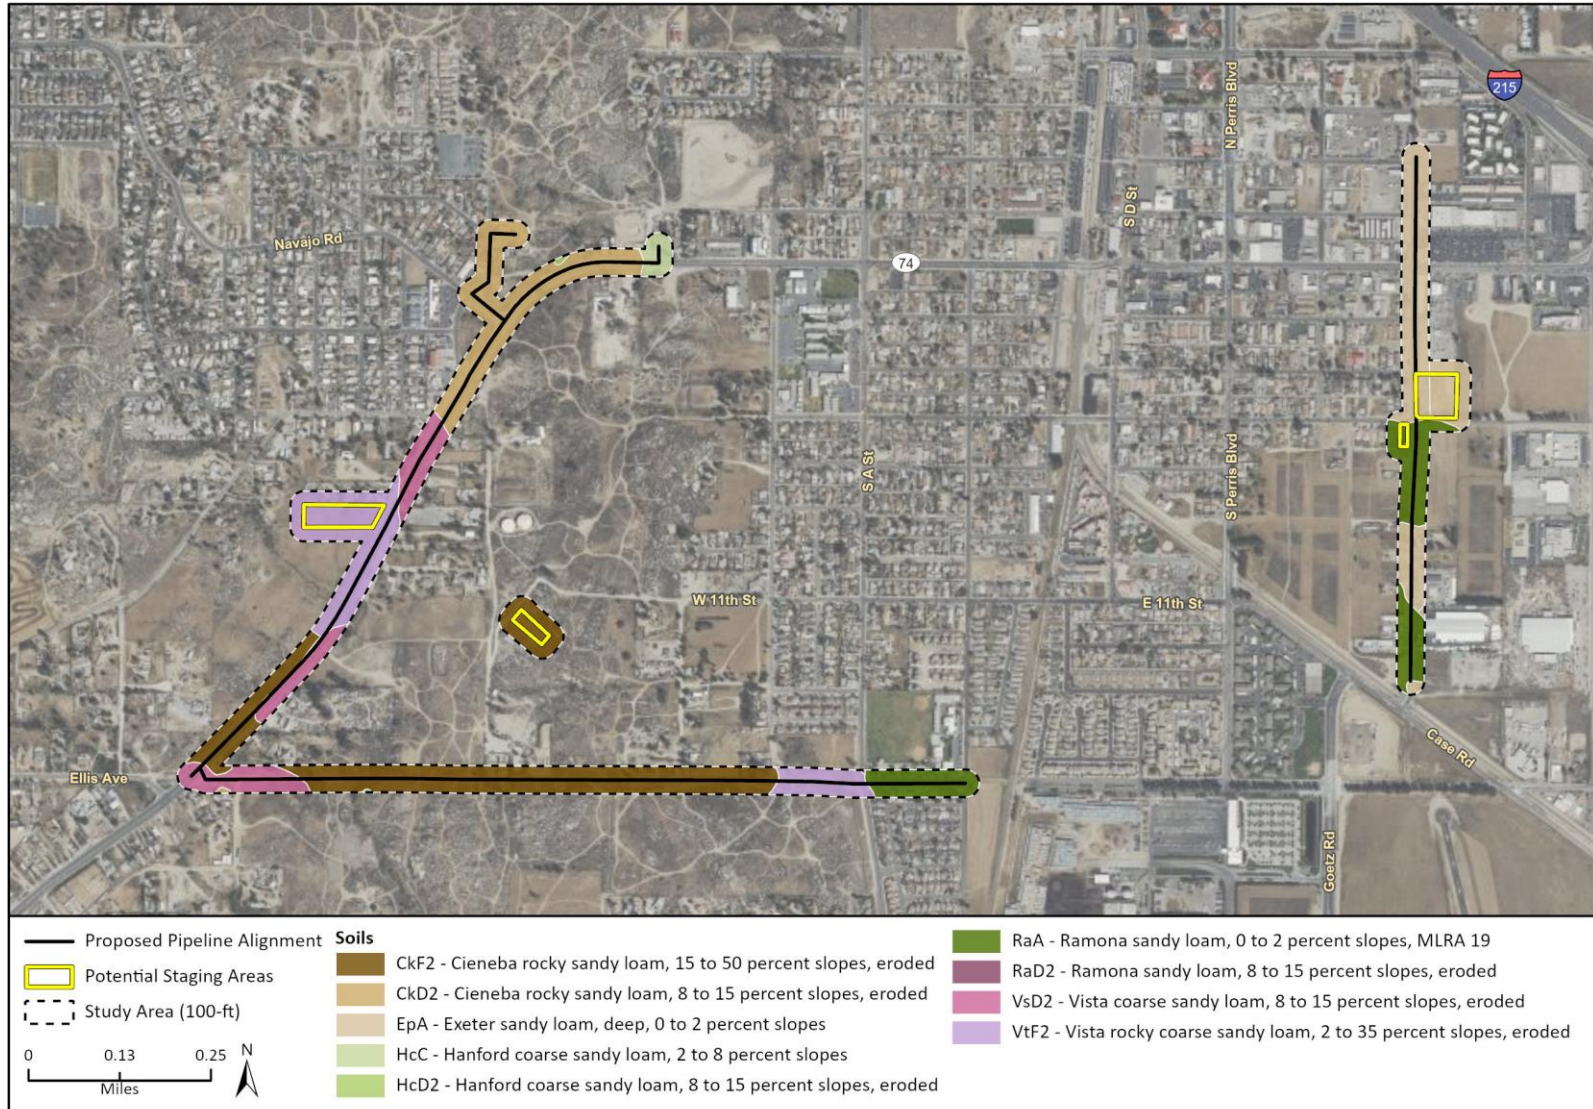 215
N Perris Blvd
S D St
Navajo Rd
74
S A St
S Perris Blvd
W 11th St
E 11th St
Case Rd
Ellis Ave
Goetz Rd
Proposed Pipeline Alignment
Potential Staging Areas
Study Area (100-ft)
0 0.13 0.25
Miles
N
Soils
CkF2 - Cieneba rocky sandy loam, 15 to 50 percent slopes, eroded
CkD2 - Cieneba rocky sandy loam, 8 to 15 percent slopes, eroded
EpA - Exeter sandy loam, deep, 0 to 2 percent slopes
HcC - Hanford coarse sandy loam, 2 to 8 percent slopes
HcD2 - Hanford coarse sandy loam, 8 to 15 percent slopes, eroded
RaA - Ramona sandy loam, 0 to 2 percent slopes, MLRA 19
RaD2 - Ramona sandy loam, 8 to 15 percent slopes, eroded
VsD2 - Vista coarse sandy loam, 8 to 15 percent slopes, eroded
VtF2 - Vista rocky coarse sandy loam, 2 to 35 percent slopes, eroded